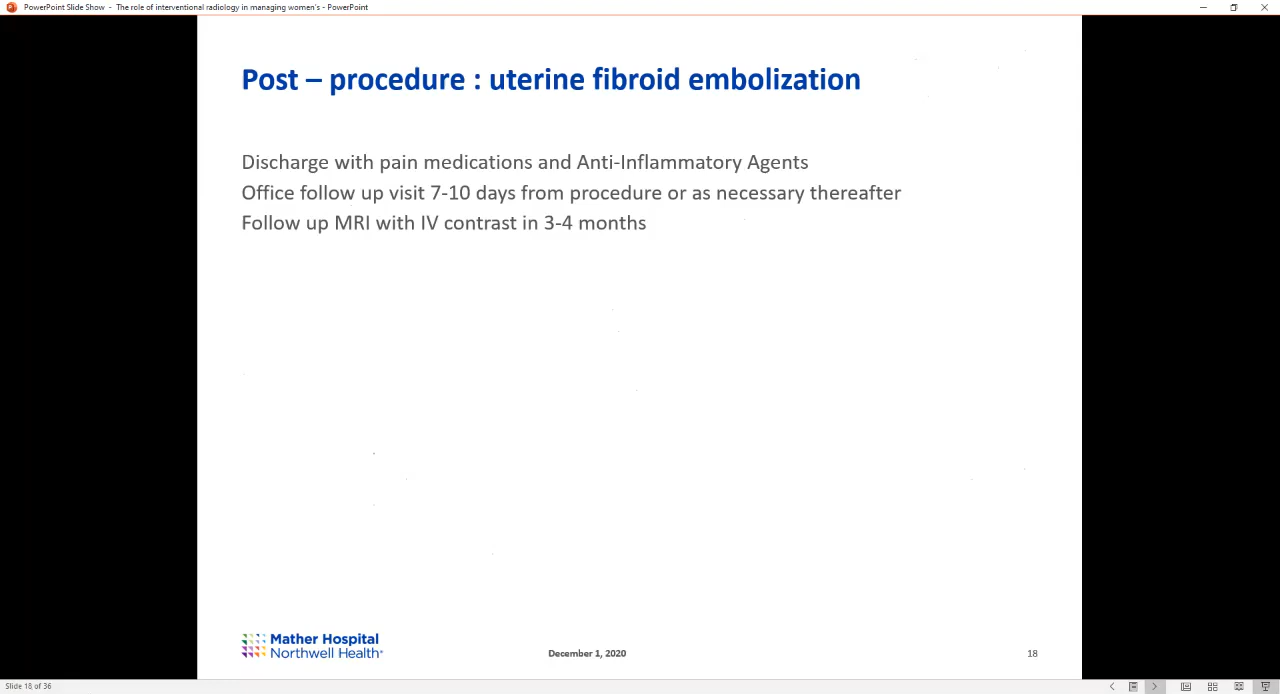 PowerPoint Slide Show - The role of interventional radiology in managing women's - PowerPoint
Post – procedure : uterine fibroid embolization
Discharge with pain medications and Anti-Inflammatory Agents
Office follow up visit 7-10 days from procedure or as necessary thereafter
Follow up MRI with IV contrast in 3-4 months
Mather Hospital
Northwell Health®
December 1, 2020
18
Slide 18 of 36